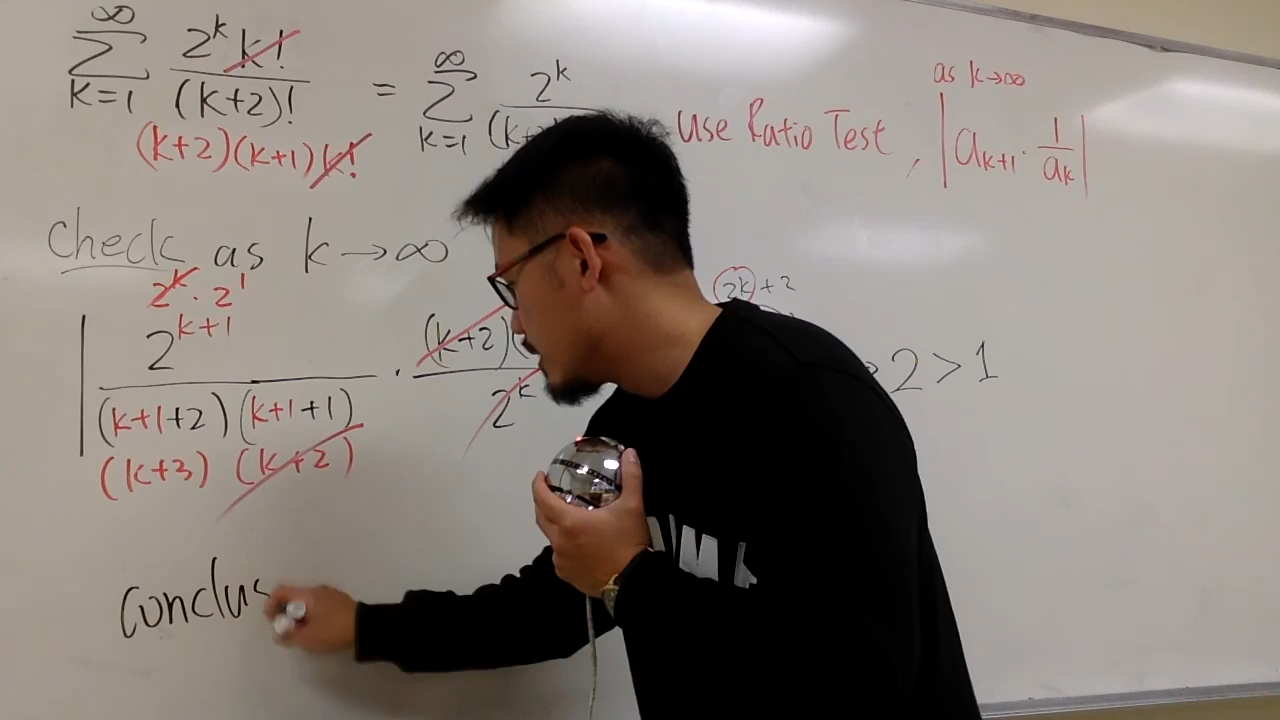 ∞ ∑ k=1 2^k k! / (k+2)! = ∞ ∑ k=1 2^k / (k+
(k+2)(k+1)k!
use Ratio Test, as k→∞ |a_{k+1} · 1/a_k|
Check as k→∞
2^k · 2^1
2k+2
| 2^{k+1} / (k+1+2)(k+1+1) · (k+2)( / 2^k → 2 > 1
(k+3) (k+2)
Conclus